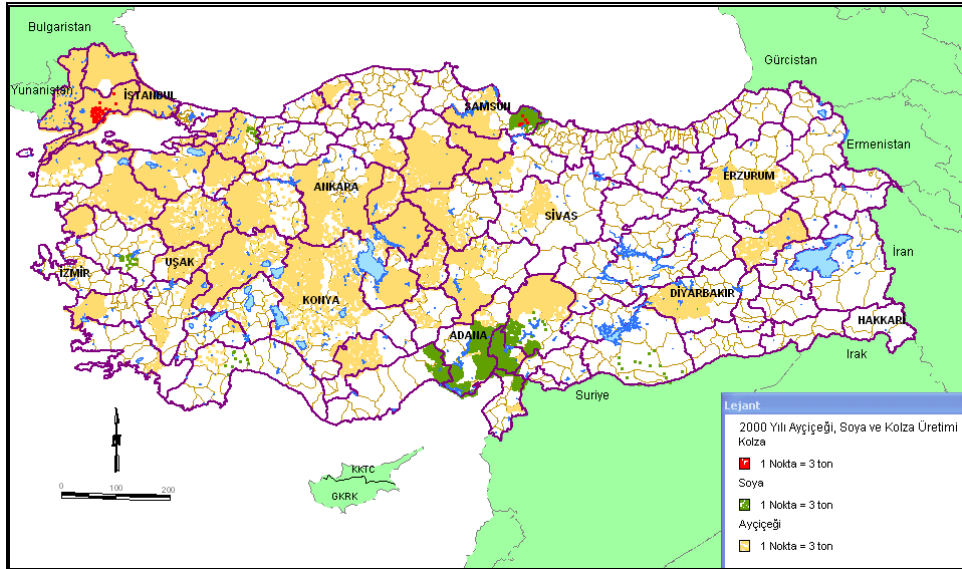 Bulgaristan
Gürcistan
Yunanistan
İSTANBUL
SAMSUN
Ermenistan
ANKARA
ERZURUM
SİVAS
İran
UŞAK
İZMİR
KONYA
DİYARBAKIR
HAKKARİ
ADANA
Irak
Suriye
KKTC
GKRK
0 100 200
Lejant
2000 Yılı Ayçiçeği, Soya ve Kolza Üretimi
Kolza
1 Nokta = 3 ton
Soya
1 Nokta = 3 ton
Ayçiçeği
1 Nokta = 3 ton